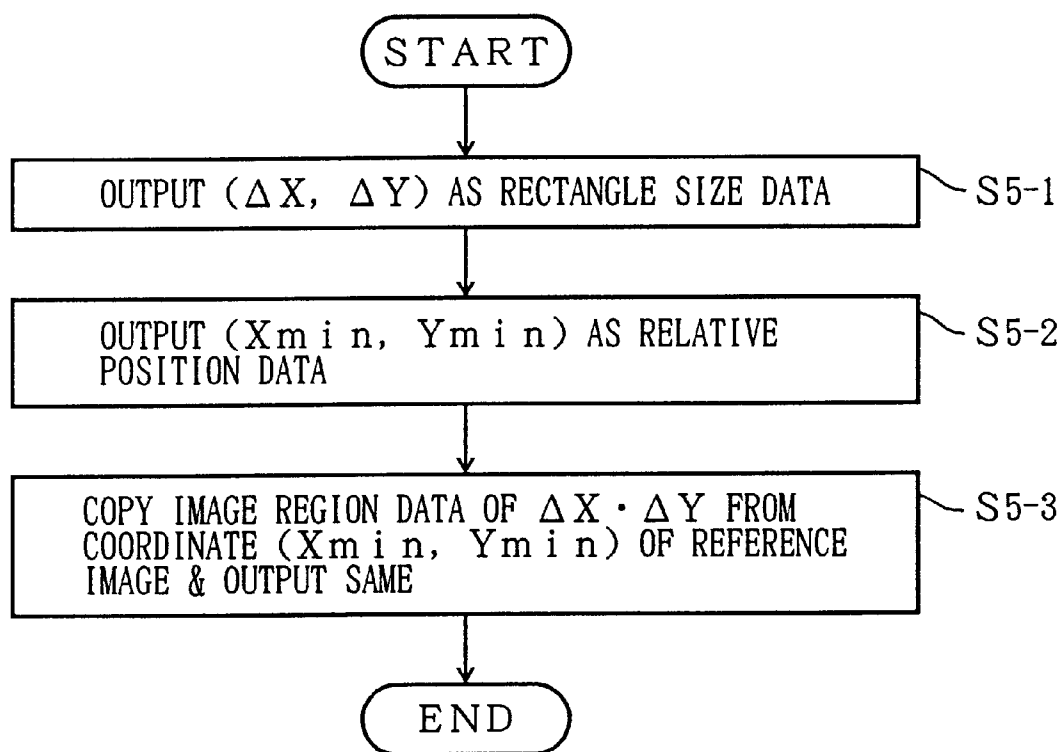 START
OUTPUT (ΔX, ΔY) AS RECTANGLE SIZE DATA
S5-1
OUTPUT (Xmin, Ymin) AS RELATIVE
POSITION DATA
S5-2
COPY IMAGE REGION DATA OF ΔX・ΔY FROM
COORDINATE (Xmin, Ymin) OF REFERENCE
IMAGE & OUTPUT SAME
S5-3
END